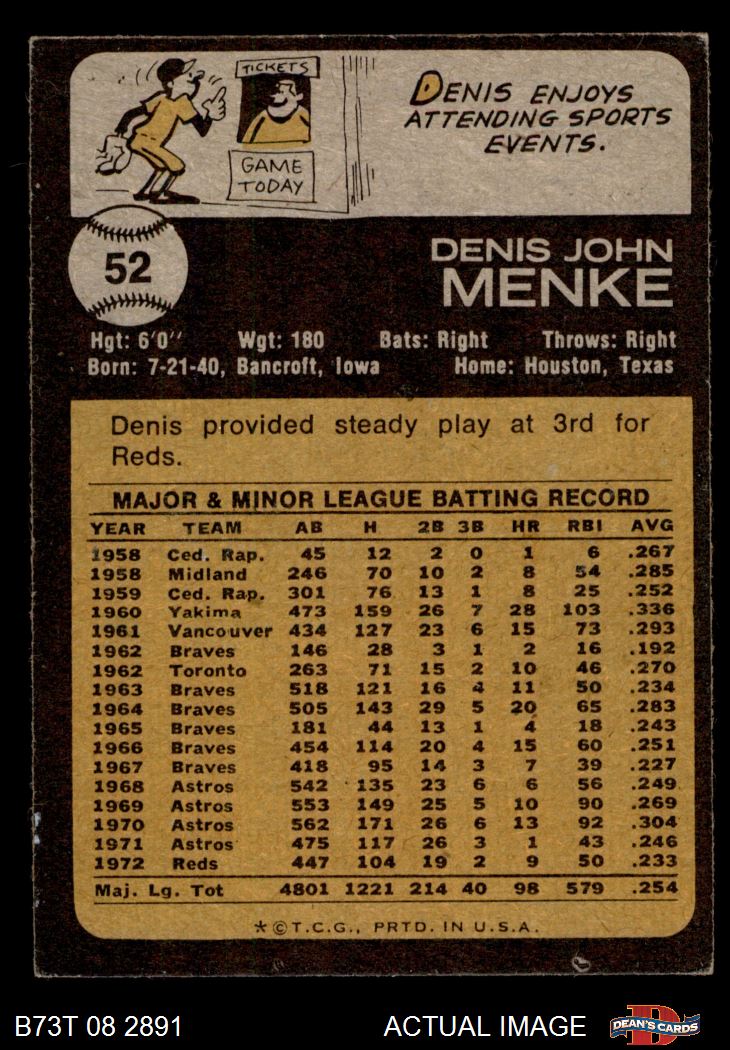 TICKETS
GAME
TODAY
DENIS ENJOYS
ATTENDING SPORTS
EVENTS.
52
DENIS JOHN
MENKE
Hgt: 6'0" Wgt: 180 Bats: Right Throws: Right
Born: 7-21-40, Bancroft, Iowa Home: Houston, Texas
Denis provided steady play at 3rd for
Reds.
MAJOR & MINOR LEAGUE BATTING RECORD
YEAR TEAM AB H 2B 3B HR RBI AVG
1958 Ced. Rap. 45 12 2 0 1 6 .267
1958 Midland 246 70 10 2 8 54 .285
1959 Ced. Rap. 301 76 13 1 8 25 .252
1960 Yakima 473 159 26 7 28 103 .336
1961 Vancouver 434 127 23 6 15 73 .293
1962 Braves 146 28 3 1 2 16 .192
1962 Toronto 263 71 15 2 10 46 .270
1963 Braves 518 121 16 4 11 50 .234
1964 Braves 505 143 29 5 20 65 .283
1965 Braves 181 44 13 1 4 18 .243
1966 Braves 454 114 20 4 15 60 .251
1967 Braves 418 95 14 3 7 39 .227
1968 Astros 542 135 23 6 6 56 .249
1969 Astros 553 149 25 5 10 90 .269
1970 Astros 562 171 26 6 13 92 .304
1971 Astros 475 117 26 3 1 43 .246
1972 Reds 447 104 19 2 9 50 .233
Maj. Lg. Tot 4801 1221 214 40 98 579 .254
*©T.C.G., PRTD. IN U.S.A.
B73T 08 2891 ACTUAL IMAGE D DEAN'S CARDS